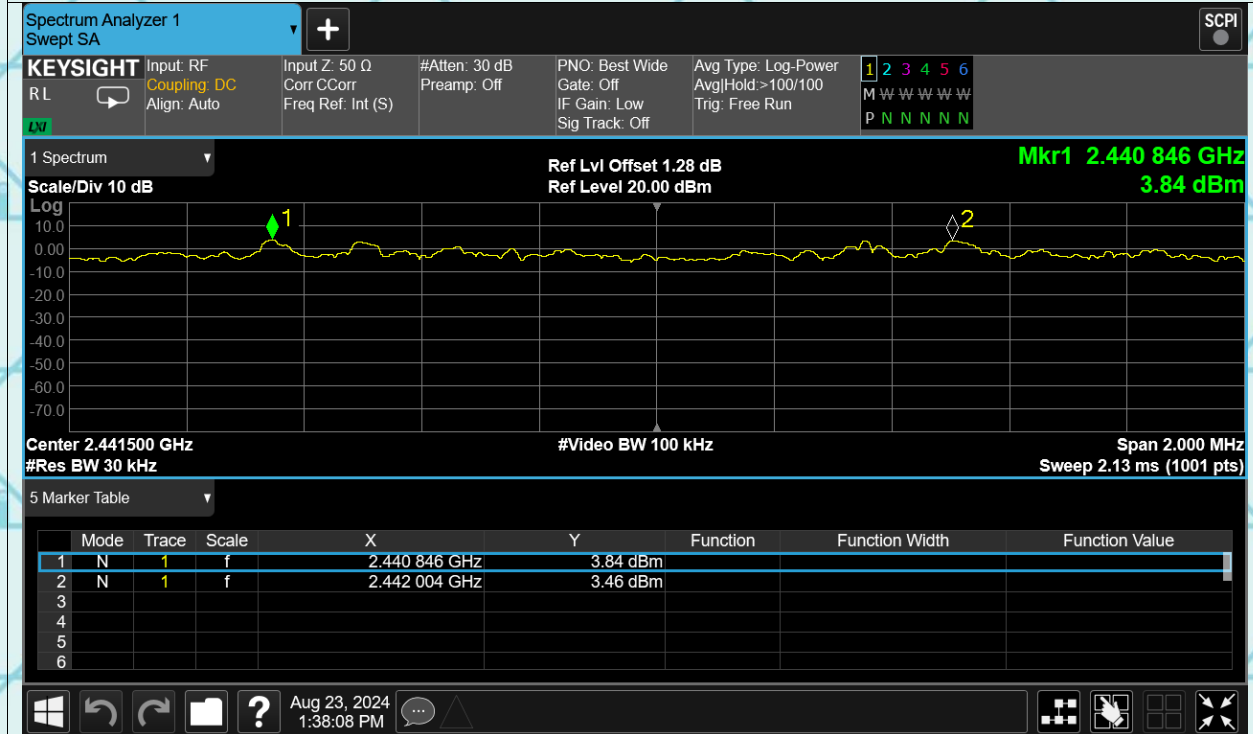 Spectrum Analyzer 1
Swept SA
+
SCPI
KEYSIGHT
R L
LXI
Input: RF
Coupling: DC
Align: Auto
Input Z: 50 Ω
Corr CCorr
Freq Ref: Int (S)
#Atten: 30 dB
Preamp: Off
PNO: Best Wide
Gate: Off
IF Gain: Low
Sig Track: Off
Avg Type: Log-Power
Avg|Hold:>100/100
Trig: Free Run
1 2 3 4 5 6
M W W W W W
P N N N N N
1 Spectrum
Scale/Div 10 dB
Ref Lvl Offset 1.28 dB
Ref Level 20.00 dBm
Mkr1 2.440 846 GHz
3.84 dBm
Log
10.0
0.00
-10.0
-20.0
-30.0
-40.0
-50.0
-60.0
-70.0
1
2
Center 2.441500 GHz
#Video BW 100 kHz
Span 2.000 MHz
#Res BW 30 kHz
Sweep 2.13 ms (1001 pts)
5 Marker Table
Mode Trace Scale X Y Function Function Width Function Value
1 N 1 f 2.440 846 GHz 3.84 dBm
2 N 1 f 2.442 004 GHz 3.46 dBm
3
4
5
6
?
Aug 23, 2024
1:38:08 PM